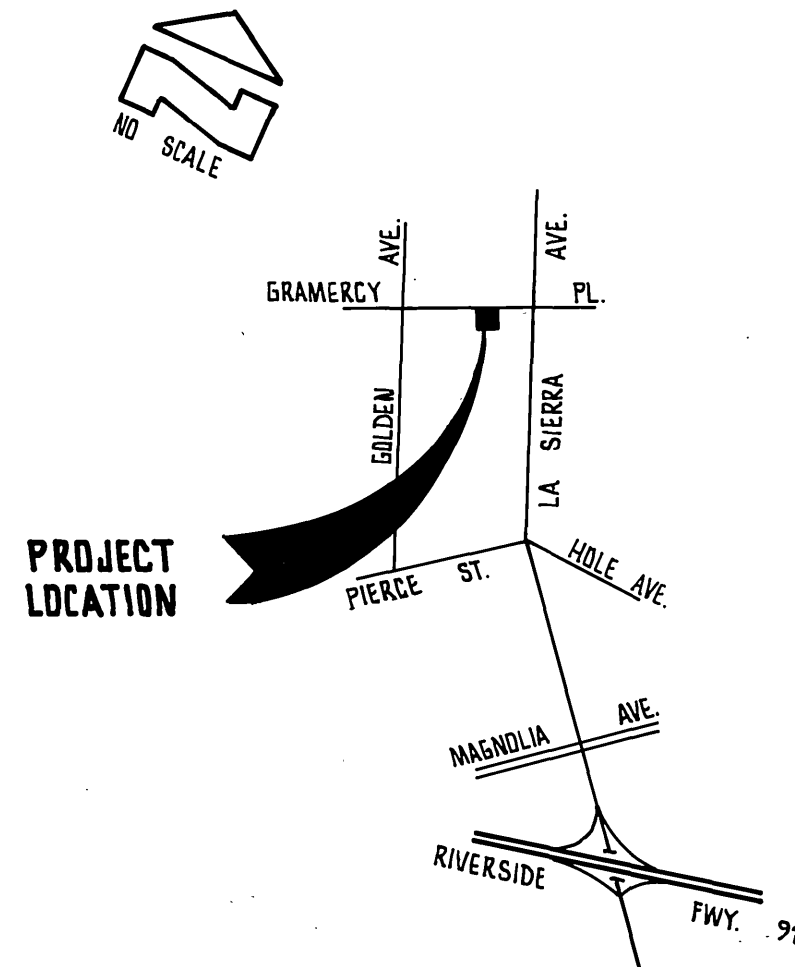 NO SCALE
AVE.
AVE.
GRAMERCY PL.
GOLDEN
LA SIERRA
PROJECT
LOCATION
PIERCE ST.
HOLE AVE.
MAGNOLIA AVE.
RIVERSIDE FWY.